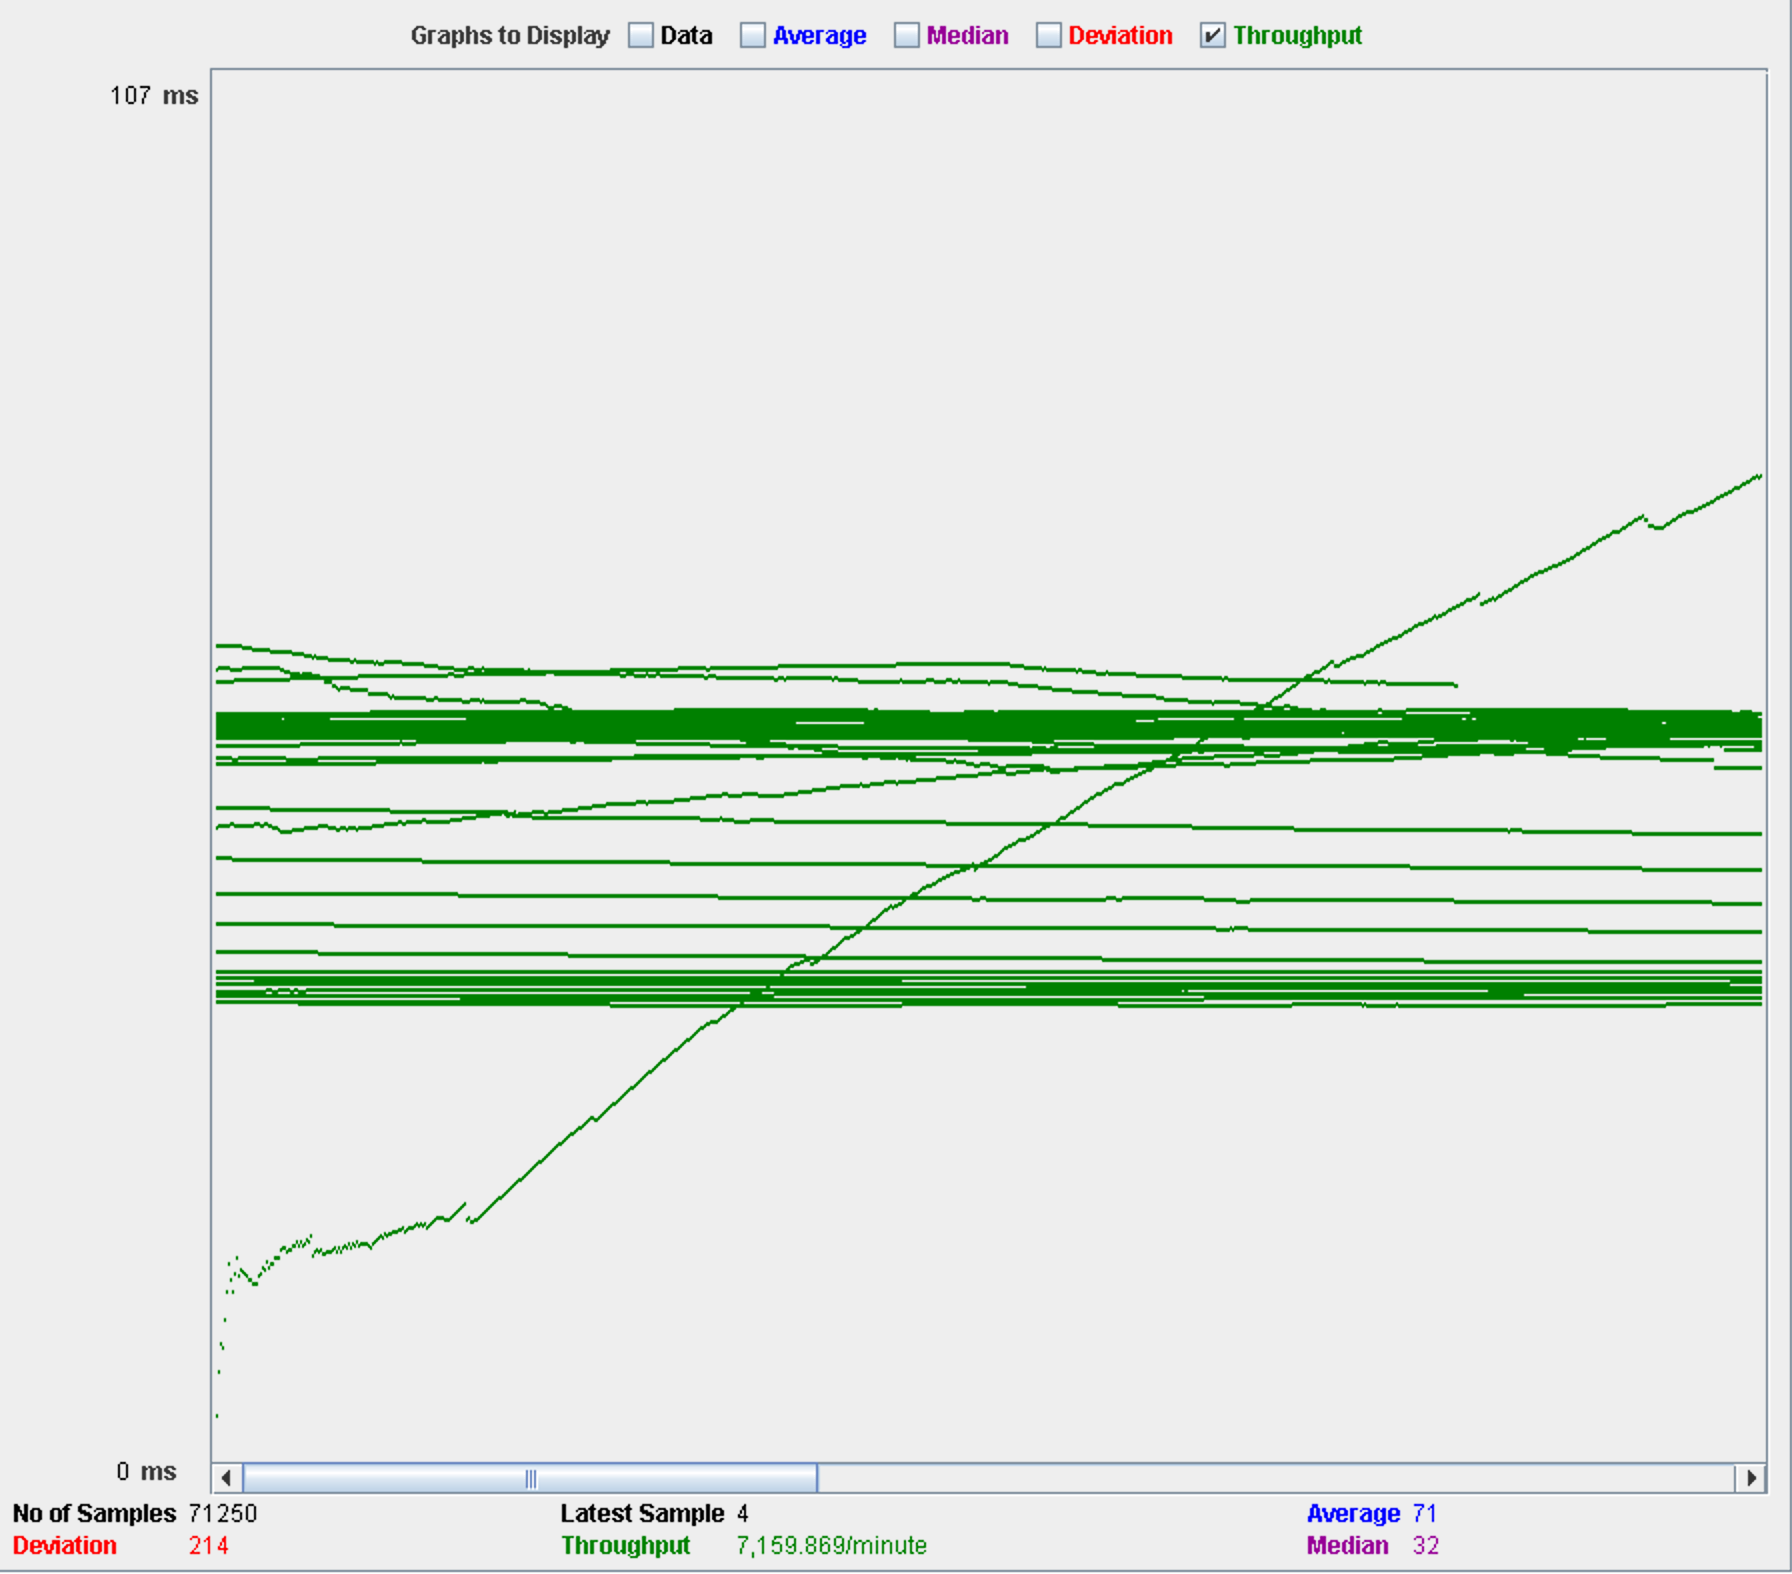 Graphs to Display Data Average Median Deviation Throughput
107 ms
0 ms
No of Samples 71250 Latest Sample 4 Average 71
Deviation 214 Throughput 7,159.869/minute Median 32